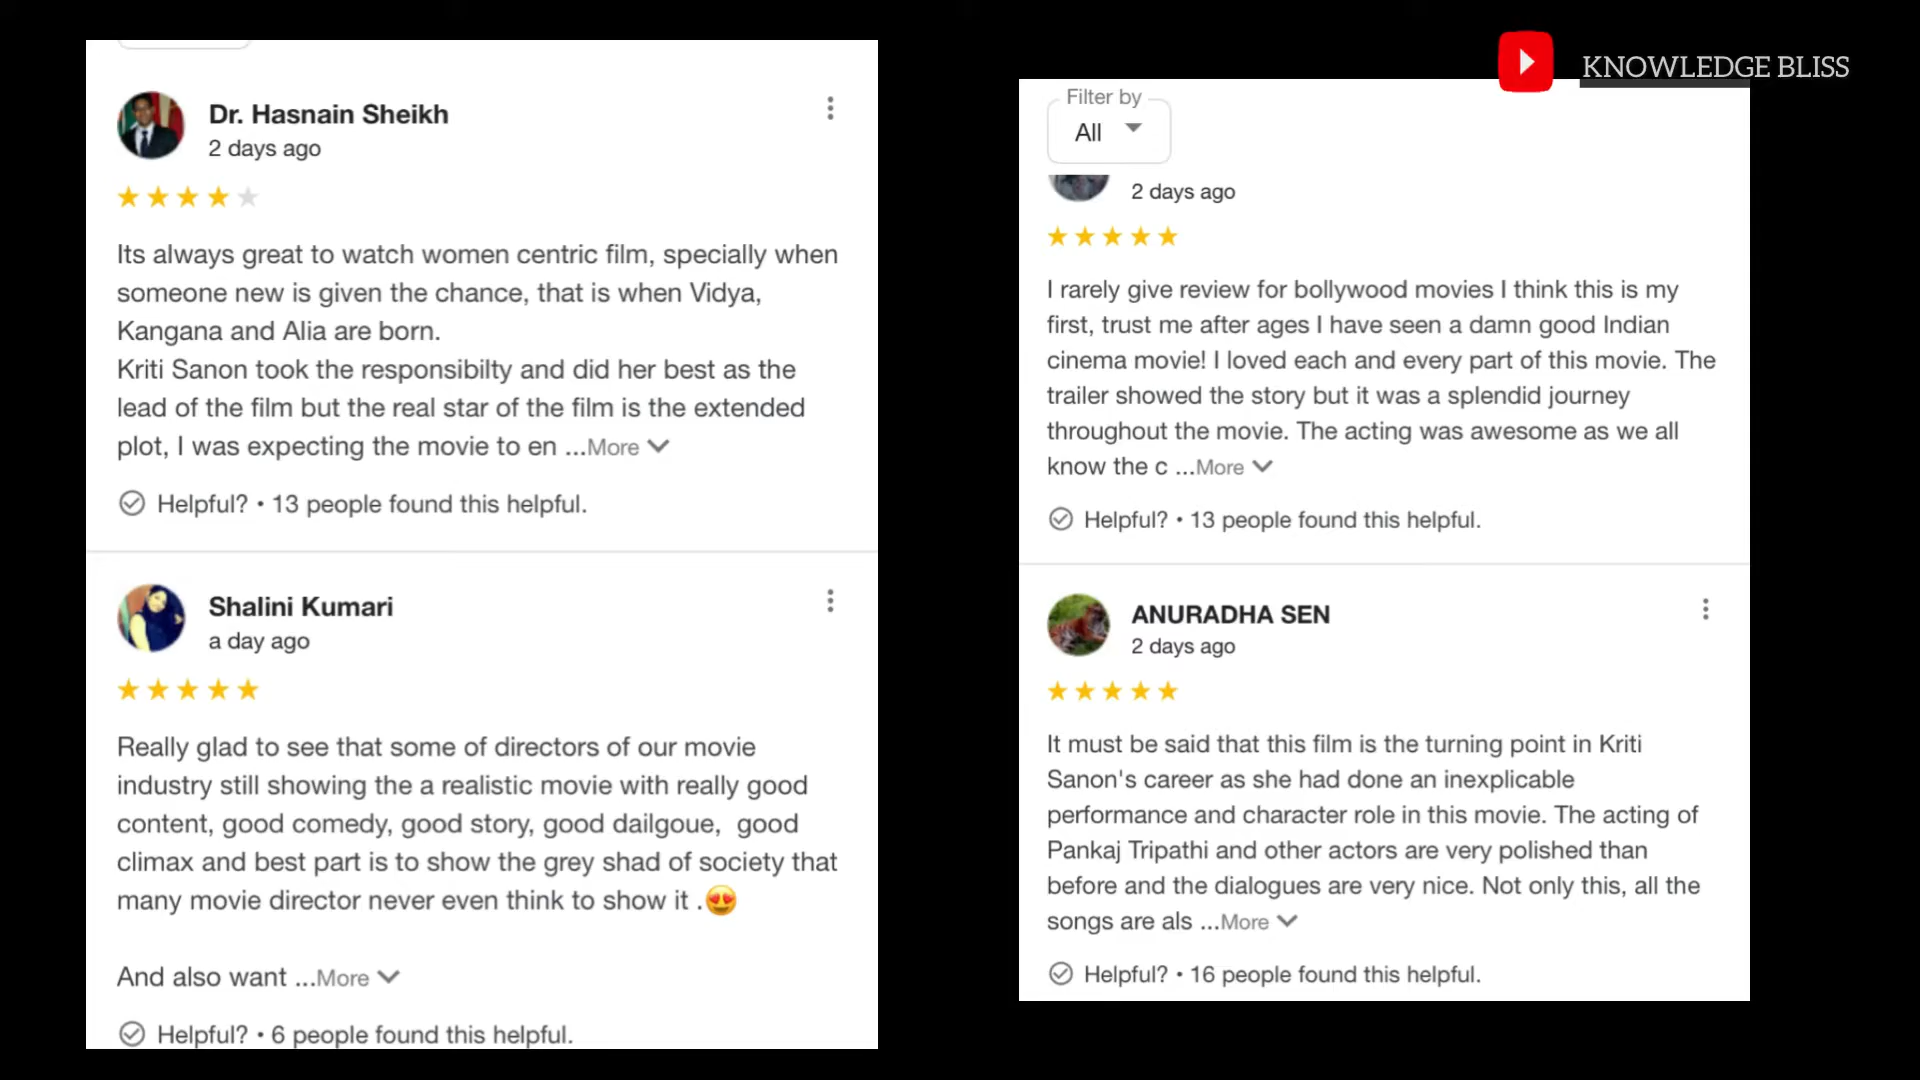 Dr. Hasnain Sheikh
2 days ago
Its always great to watch women centric film, specially when
someone new is given the chance, that is when Vidya,
Kangana and Alia are born.
Kriti Sanon took the responsibilty and did her best as the
lead of the film but the real star of the film is the extended
plot, I was expecting the movie to en ...More
Helpful? • 13 people found this helpful.
Shalini Kumari
a day ago
Really glad to see that some of directors of our movie
industry still showing the a realistic movie with really good
content, good comedy, good story, good dailgoue,  good
climax and best part is to show the grey shad of society that
many movie director never even think to show it .😍
And also want ...More
Helpful? • 6 people found this helpful.
KNOWLEDGE BLISS
Filter by
All
2 days ago
I rarely give review for bollywood movies I think this is my
first, trust me after ages I have seen a damn good Indian
cinema movie! I loved each and every part of this movie. The
trailer showed the story but it was a splendid journey
throughout the movie. The acting was awesome as we all
know the c ...More
Helpful? • 13 people found this helpful.
ANURADHA SEN
2 days ago
It must be said that this film is the turning point in Kriti
Sanon's career as she had done an inexplicable
performance and character role in this movie. The acting of
Pankaj Tripathi and other actors are very polished than
before and the dialogues are very nice. Not only this, all the
songs are als ...More
Helpful? • 16 people found this helpful.